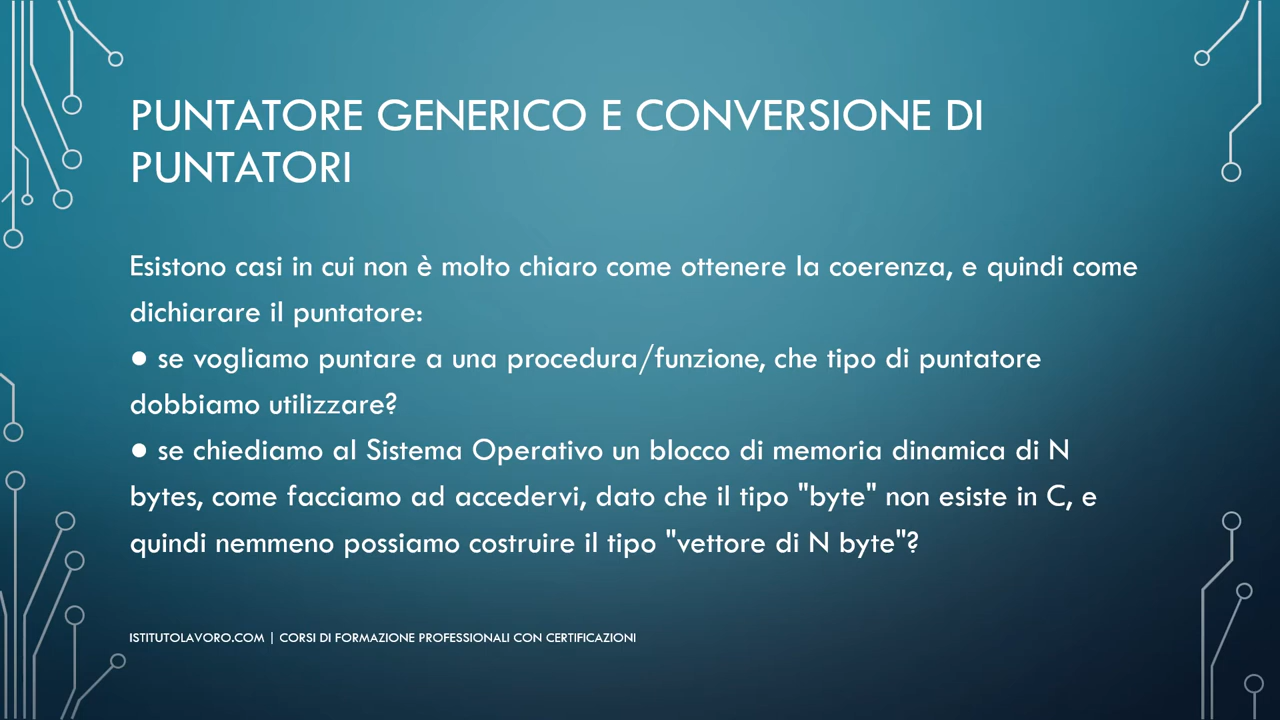 PUNTATORE GENERICO E CONVERSIONE DI
PUNTATORI
Esistono casi in cui non è molto chiaro come ottenere la coerenza, e quindi come
dichiarare il puntatore:
● se vogliamo puntare a una procedura/funzione, che tipo di puntatore
dobbiamo utilizzare?
● se chiediamo al Sistema Operativo un blocco di memoria dinamica di N
bytes, come facciamo ad accedervi, dato che il tipo "byte" non esiste in C, e
quindi nemmeno possiamo costruire il tipo "vettore di N byte"?
ISTITUTOLAVORO.COM | CORSI DI FORMAZIONE PROFESSIONALI CON CERTIFICAZIONI